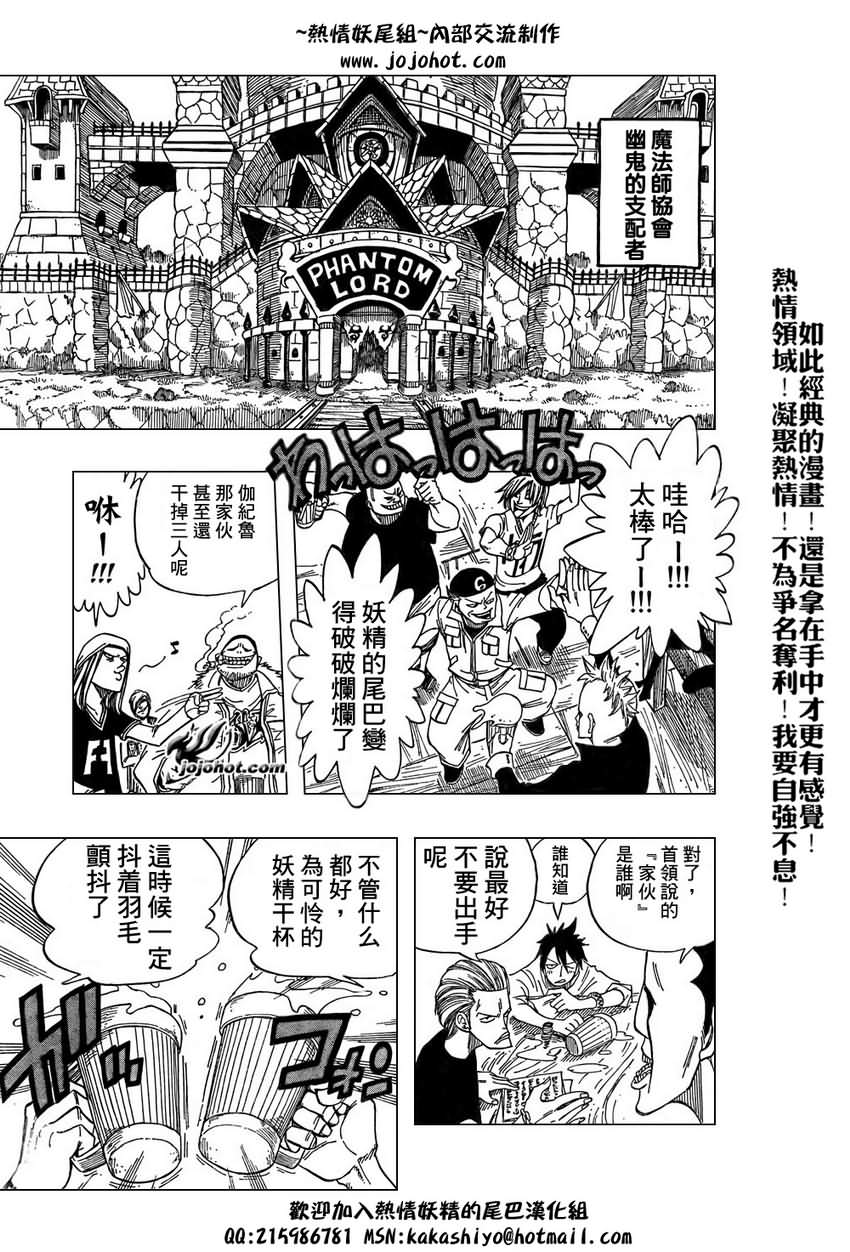 ~熱情妖尾組~內部交流制作
www.jojohot.com
魔法師協會
幽鬼的支配者
PHANTOM
LORD
わっはっはっはっ
哇哈ー!!!
太棒了ー!!!
妖精的尾巴變
得破破爛爛了
伽紀魯
那家伙
甚至還
干掉三人呢
咻ー!!!
jojohot.com
對了，
首領說的
『家伙』
是誰啊
誰知道
說最好
不要出手
呢
不管什么
都好，
為可怜的
妖精干杯
這時候一定
抖着羽毛
顫抖了
如此經典的漫畫！還是拿在手中才更有感覺！
熱情領域！凝聚熱情！不為爭名奪利！我要自強不息！
歡迎加入熱情妖精的尾巴漢化組
QQ:215986781 MSN:kakashiyo@hotmail.com